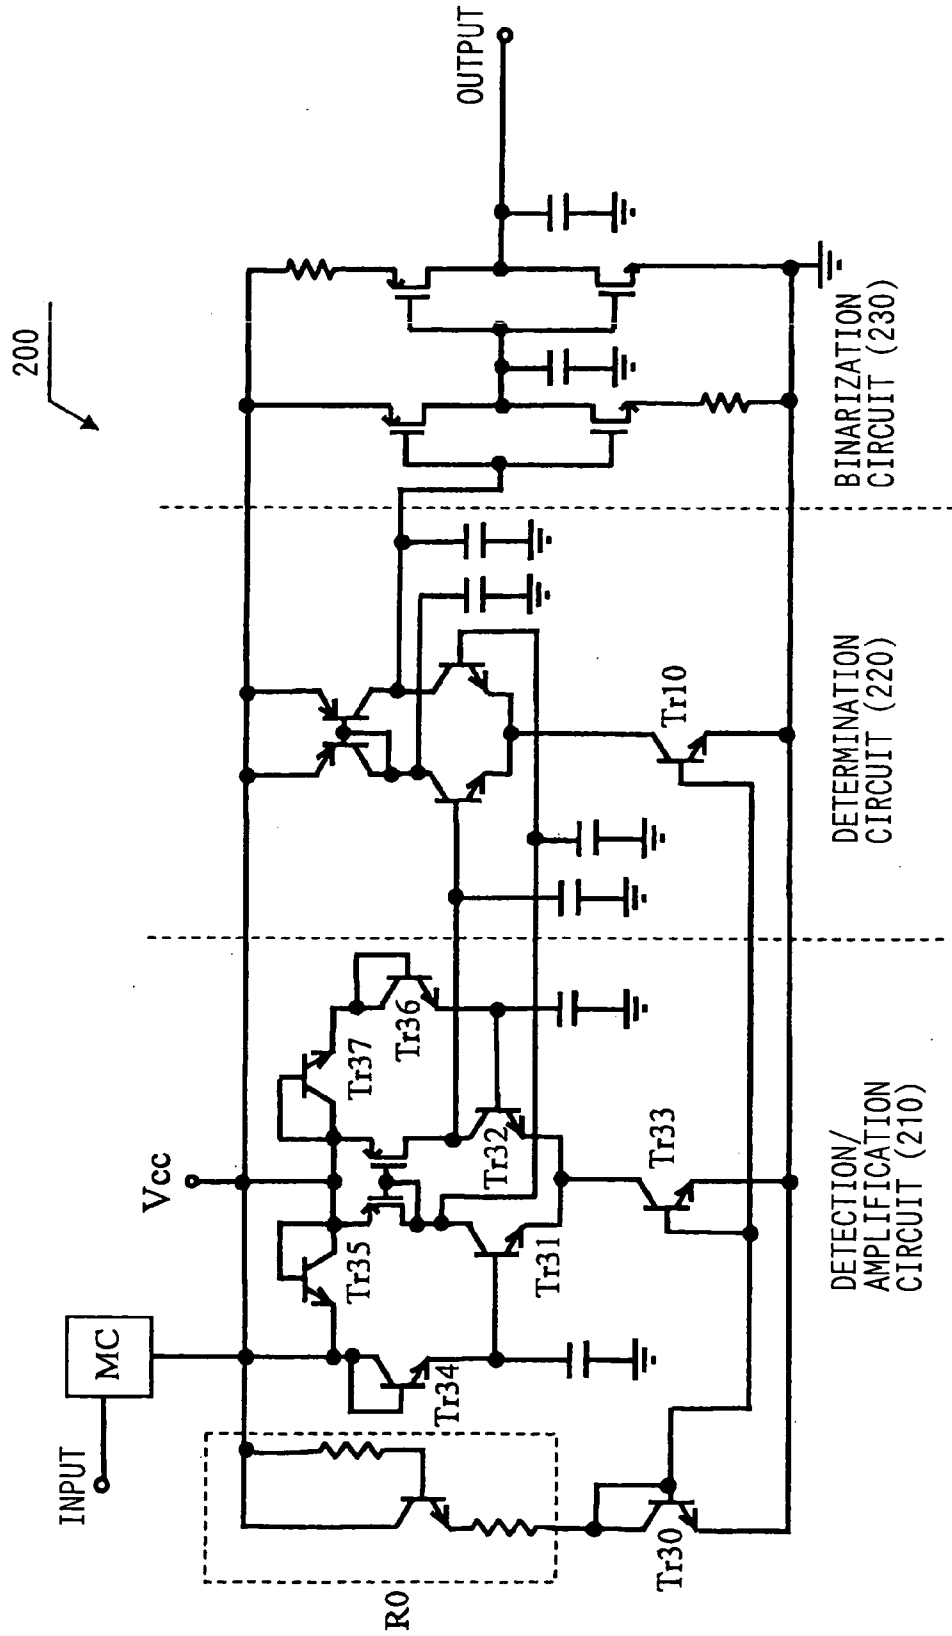 200
INPUT
MC
Vcc
OUTPUT
R0
Tr30
Tr34
Tr35
Tr31
Tr32
Tr37
Tr36
Tr33
Tr10
DETECTION/
AMPLIFICATION
CIRCUIT (210)
DETERMINATION
CIRCUIT (220)
BINARIZATION
CIRCUIT (230)